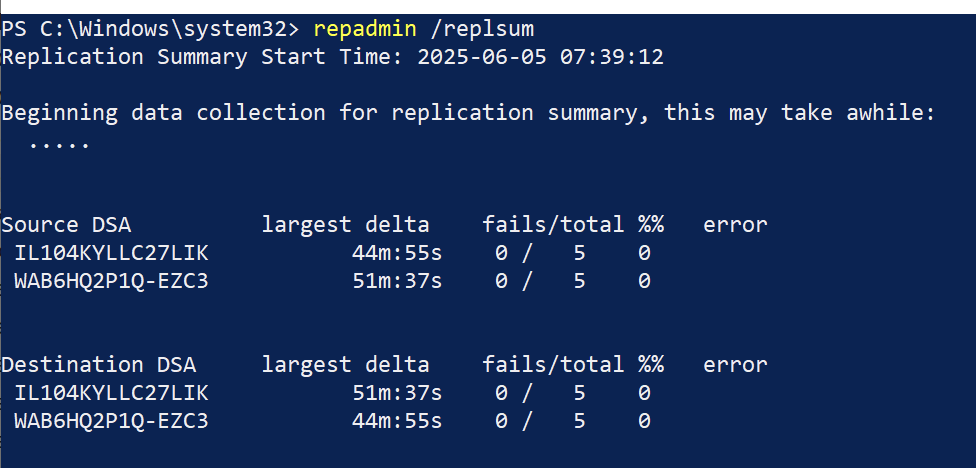 PS C:\Windows\system32> repadmin /replsum
Replication Summary Start Time: 2025-06-05 07:39:12
Beginning data collection for replication summary, this may take awhile:
.....
Source DSA          largest delta    fails/total %%   error
 IL104KYLLC27LIK           44m:55s    0 /   5    0
 WAB6HQ2P1Q-EZC3           51m:37s    0 /   5    0
Destination DSA     largest delta    fails/total %%   error
 IL104KYLLC27LIK           51m:37s    0 /   5    0
 WAB6HQ2P1Q-EZC3           44m:55s    0 /   5    0